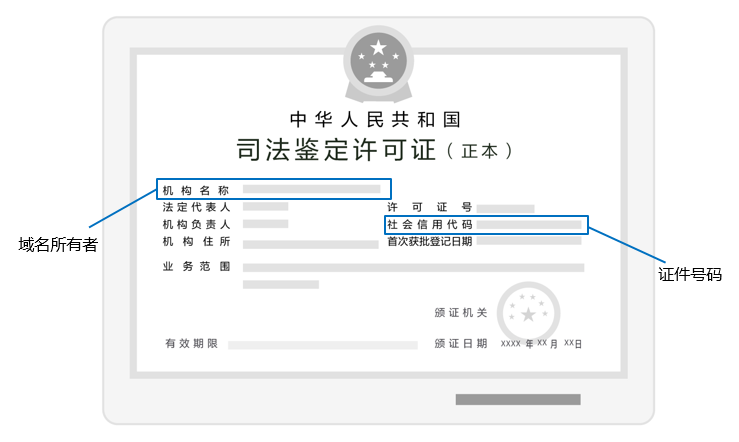 中华人民共和国
司法鉴定许可证（正本）
机构名称
法定代表人
许可证号
机构负责人
社会信用代码
机构住所
首次获批登记日期
业务范围
颁证机关
有效期限
颁证日期 XXXX 年 XX 月 XX 日
域名所有者
证件号码